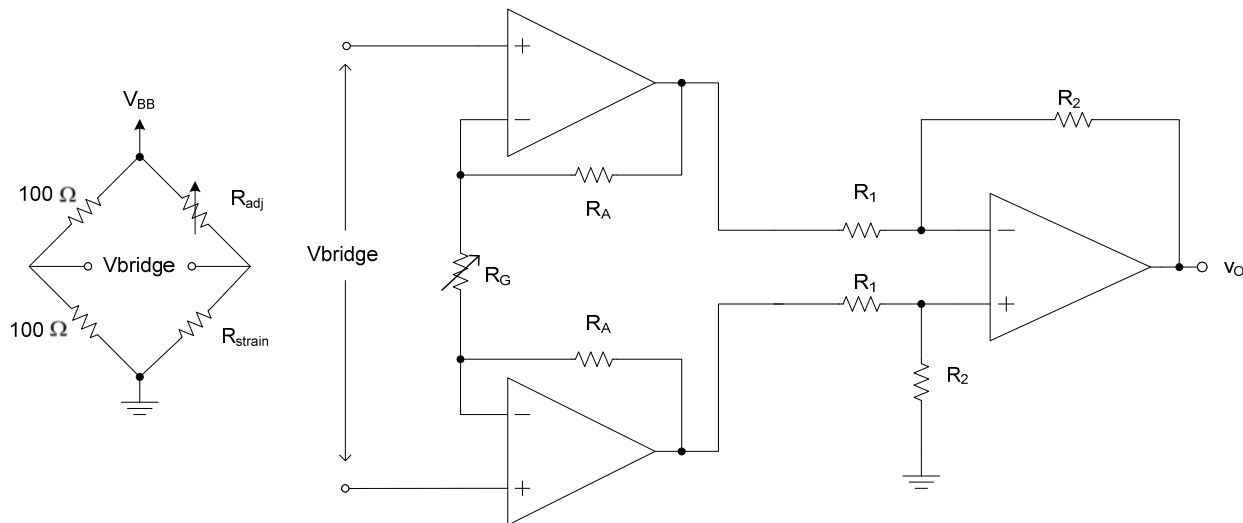 V_BB
100 Ω
R_adj
Vbridge
100 Ω
R_strain
Vbridge
+
−
R_A
R_G
R_A
−
+
R_1
R_1
R_2
R_2
−
+
v_O